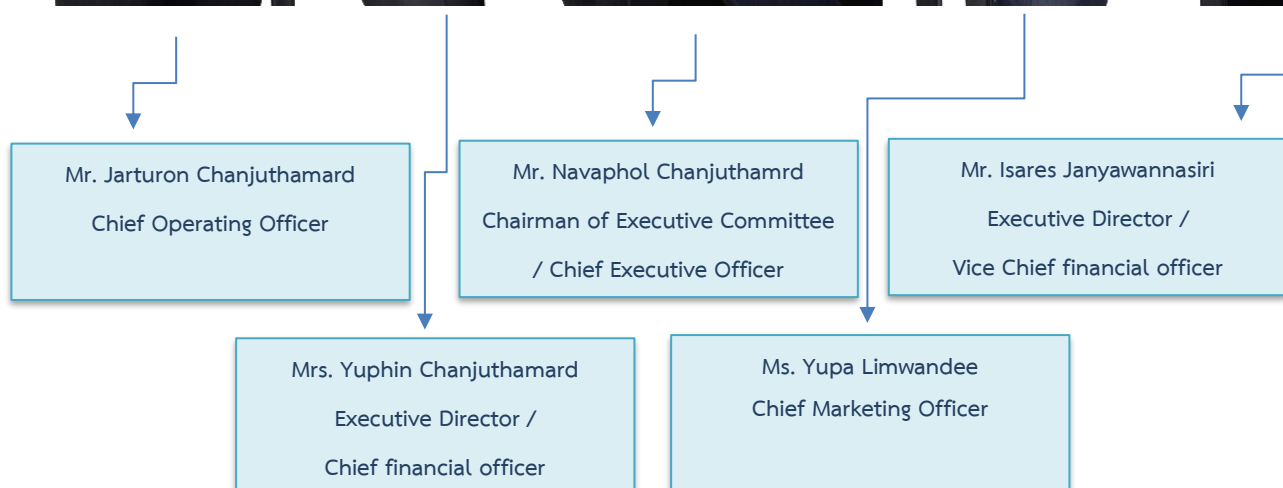 Mr. Jarturon Chanjuthamard
Chief Operating Officer
Mr. Navaphol Chanjuthamrd
Chairman of Executive Committee
/ Chief Executive Officer
Mr. Isares Janyawannasiri
Executive Director /
Vice Chief financial officer
Mrs. Yuphin Chanjuthamard
Executive Director /
Chief financial officer
Ms. Yupa Limwandee
Chief Marketing Officer